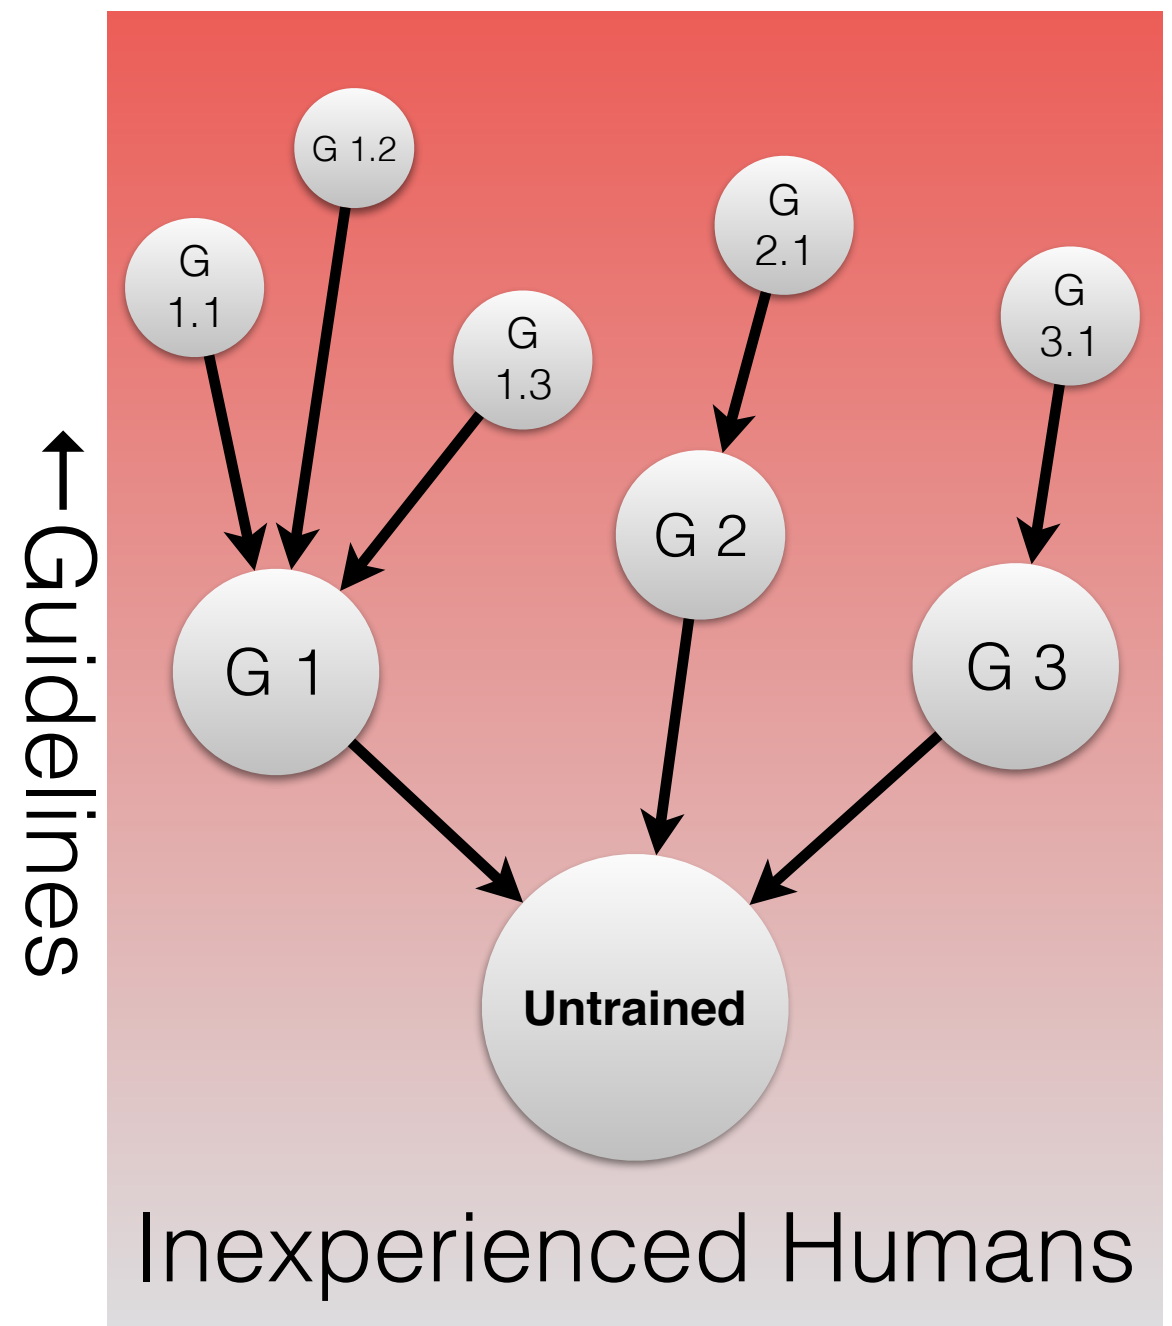 G 1.2
G
1.1
G
2.1
G
1.3
G
3.1
G 2
G 1
G 3
←Guidelines
Untrained
Inexperienced Humans